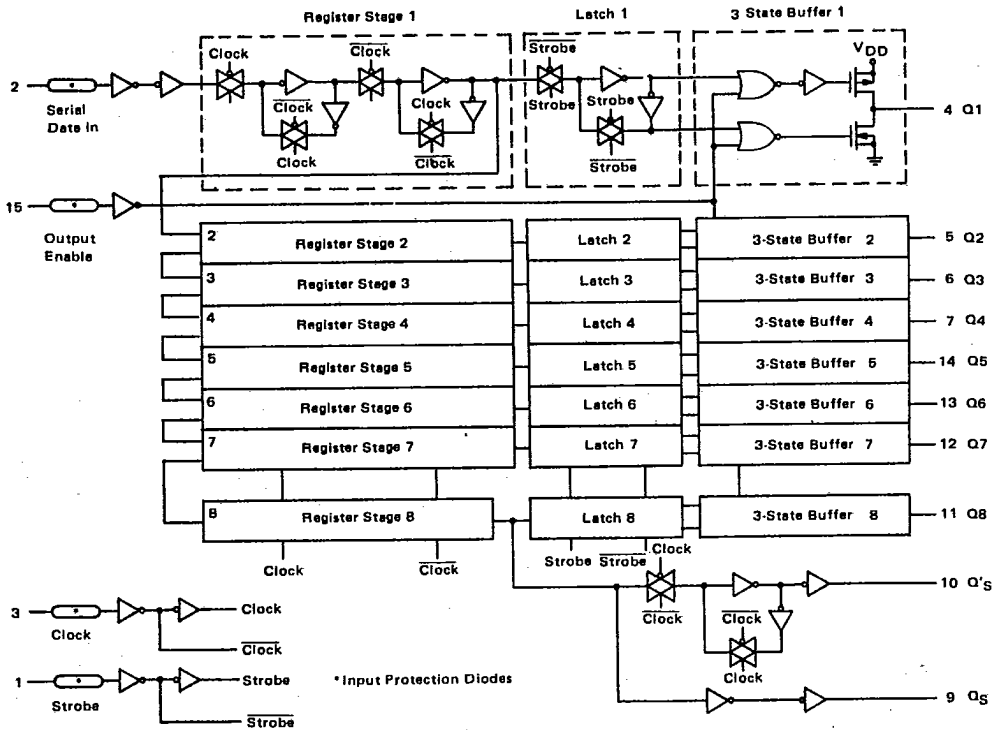 Register Stage 1
Latch 1
3 State Buffer 1
Clock
Clock
Strobe
VDD
2
Serial
Date In
Clock
Clock
Clock
Clock
Strobe
Strobe
Strobe
4 Q1
15
Output
Enable
2
Register Stage 2
Latch 2
3-State Buffer 2
5 Q2
3
Register Stage 3
Latch 3
3-State Buffer 3
6 Q3
4
Register Stage 4
Latch 4
3-State Buffer 4
7 Q4
5
Register Stage 5
Latch 5
3-State Buffer 5
14 Q5
6
Register Stage 6
Latch 6
3-State Buffer 6
13 Q6
7
Register Stage 7
Latch 7
3-State Buffer 7
12 Q7
8
Register Stage 8
Latch 8
3-State Buffer 8
11 Q8
Clock
Clock
Strobe
Strobe
Clock
10 Q'S
Clock
Clock
Clock
3
Clock
Clock
Clock
1
Strobe
Strobe
Strobe
*Input Protection Diodes
9 QS